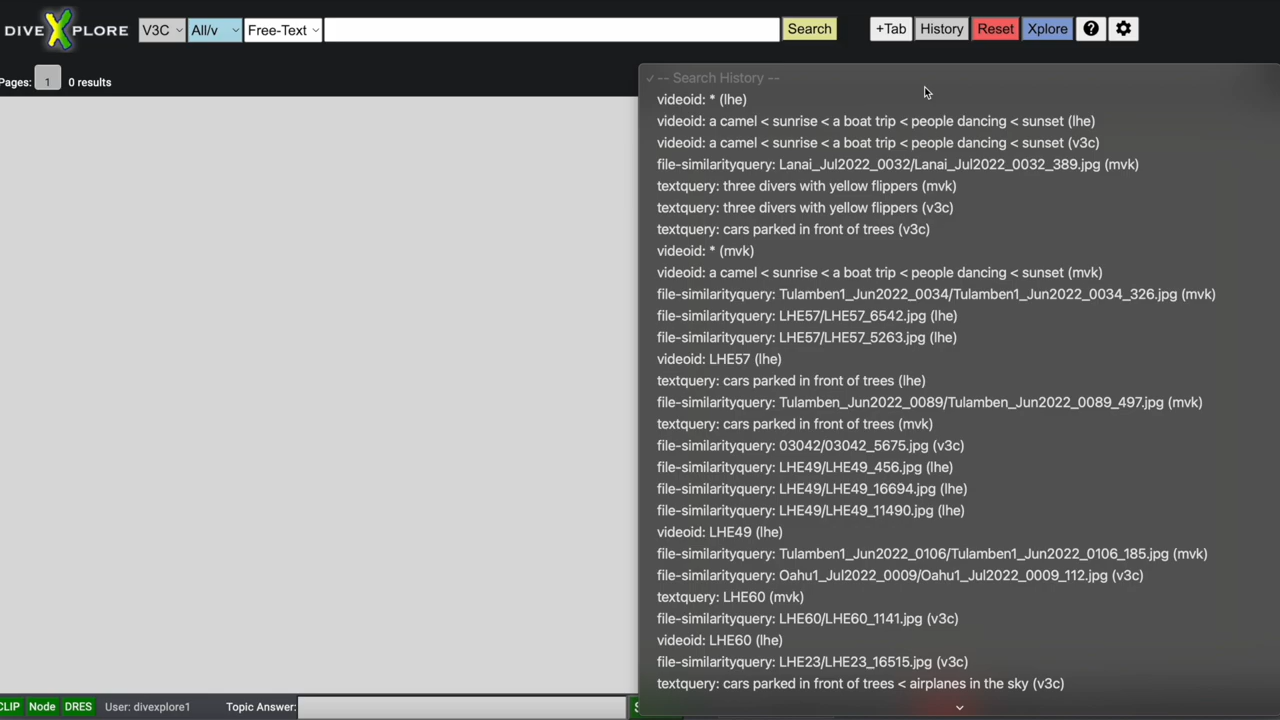 DIVEXPLORE V3C All/v Free-Text Search +Tab History Reset Xplore ?
Pages: 1 0 results
✓ -- Search History --
videoid: * (lhe)
videoid: a camel < sunrise < a boat trip < people dancing < sunset (lhe)
videoid: a camel < sunrise < a boat trip < people dancing < sunset (v3c)
file-similarityquery: Lanai_Jul2022_0032/Lanai_Jul2022_0032_389.jpg (mvk)
textquery: three divers with yellow flippers (mvk)
textquery: three divers with yellow flippers (v3c)
textquery: cars parked in front of trees (v3c)
videoid: * (mvk)
videoid: a camel < sunrise < a boat trip < people dancing < sunset (mvk)
file-similarityquery: Tulamben1_Jun2022_0034/Tulamben1_Jun2022_0034_326.jpg (mvk)
file-similarityquery: LHE57/LHE57_6542.jpg (lhe)
file-similarityquery: LHE57/LHE57_5263.jpg (lhe)
videoid: LHE57 (lhe)
textquery: cars parked in front of trees (lhe)
file-similarityquery: Tulamben_Jun2022_0089/Tulamben_Jun2022_0089_497.jpg (mvk)
textquery: cars parked in front of trees (mvk)
file-similarityquery: 03042/03042_5675.jpg (v3c)
file-similarityquery: LHE49/LHE49_456.jpg (lhe)
file-similarityquery: LHE49/LHE49_16694.jpg (lhe)
file-similarityquery: LHE49/LHE49_11490.jpg (lhe)
videoid: LHE49 (lhe)
file-similarityquery: Tulamben1_Jun2022_0106/Tulamben1_Jun2022_0106_185.jpg (mvk)
file-similarityquery: Oahu1_Jul2022_0009/Oahu1_Jul2022_0009_112.jpg (v3c)
textquery: LHE60 (mvk)
file-similarityquery: LHE60/LHE60_1141.jpg (v3c)
videoid: LHE60 (lhe)
file-similarityquery: LHE23/LHE23_16515.jpg (v3c)
textquery: cars parked in front of trees < airplanes in the sky (v3c)
CLIP Node DRES User: divexplore1 Topic Answer: